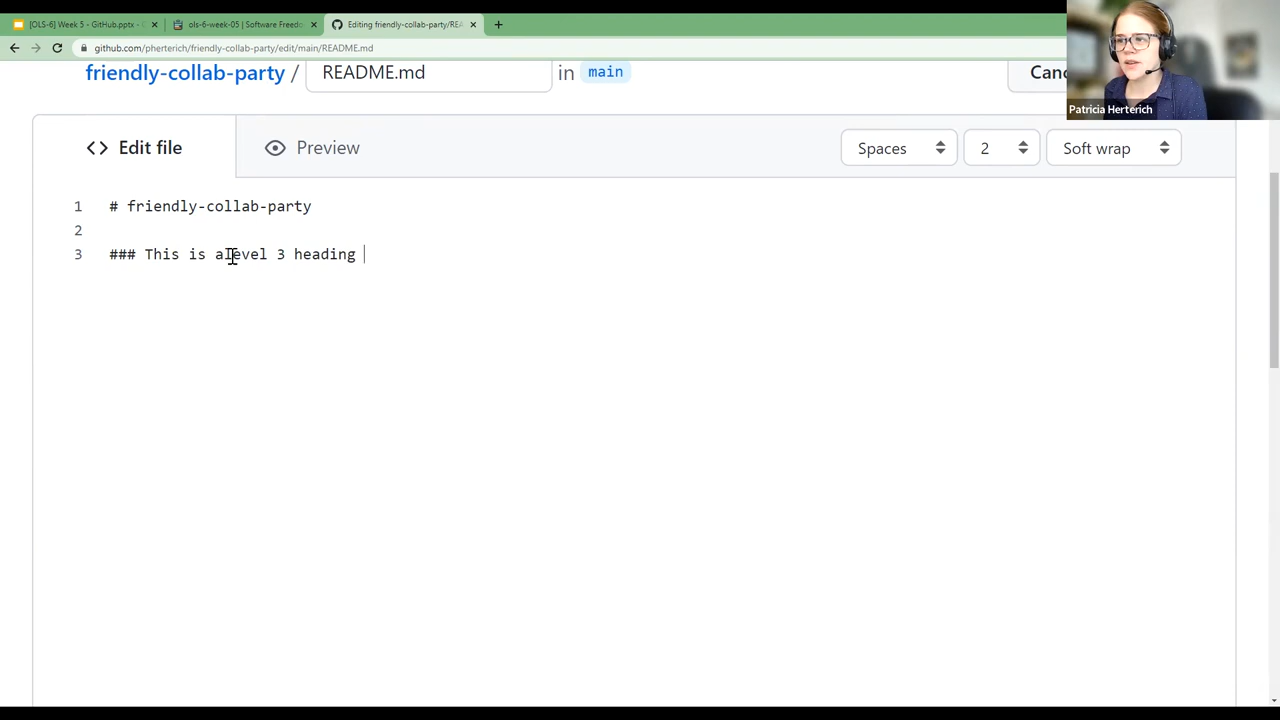 [OLS-6] Week 5 - GitHub.pptx - G
ols-6-week-05 | Software Freedo
Editing friendly-collab-party/REA
github.com/pherterich/friendly-collab-party/edit/main/README.md
Patricia Herterich
friendly-collab-party / README.md in main
Canc
Edit file
Preview
Spaces
2
Soft wrap
1 # friendly-collab-party
2
3 ### This is alevel 3 heading